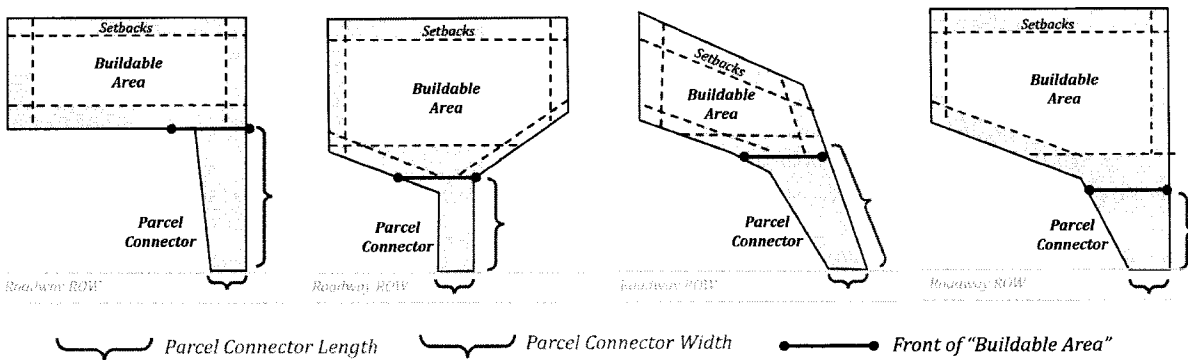 Setbacks
Buildable
Area
Parcel
Connector
Roadway ROW
Setbacks
Buildable
Area
Parcel
Connector
Roadway ROW
Setbacks
Buildable
Area
Parcel
Connector
Roadway ROW
Setbacks
Buildable
Area
Parcel
Connector
Roadway ROW
Parcel Connector Length
Parcel Connector Width
Front of "Buildable Area"